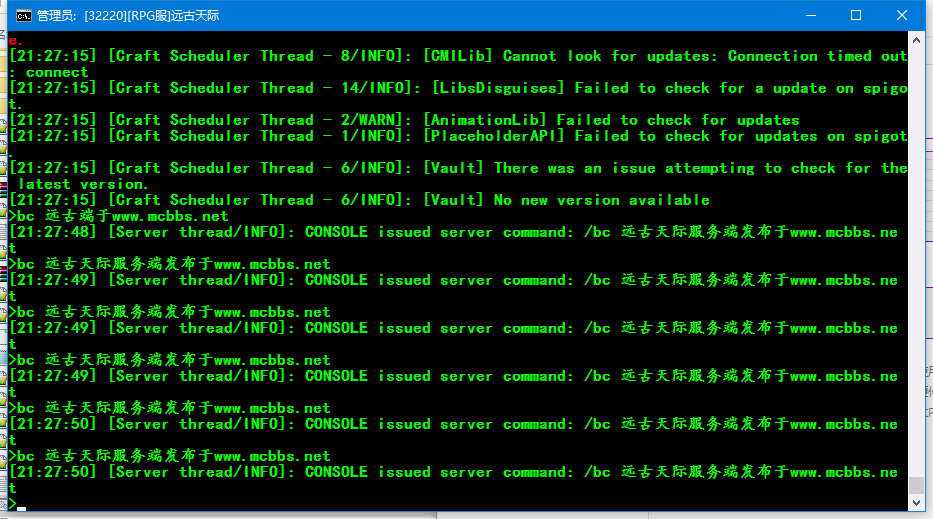 管理员: [32220][RPG服]远古天际
e.
[21:27:15] [Craft Scheduler Thread - 8/INFO]: [CMILib] Cannot look for updates: Connection timed out
: connect
[21:27:15] [Craft Scheduler Thread - 14/INFO]: [LibsDisguises] Failed to check for a update on spigo
t.
[21:27:15] [Craft Scheduler Thread - 2/WARN]: [AnimationLib] Failed to check for updates
[21:27:15] [Craft Scheduler Thread - 1/INFO]: [PlaceholderAPI] Failed to check for updates on spigot
.
[21:27:15] [Craft Scheduler Thread - 6/INFO]: [Vault] There was an issue attempting to check for the
 latest version.
[21:27:15] [Craft Scheduler Thread - 6/INFO]: [Vault] No new version available
>bc 远古端于www.mcbbs.net
[21:27:48] [Server thread/INFO]: CONSOLE issued server command: /bc 远古天际服务端发布于www.mcbbs.ne
t
>bc 远古天际服务端发布于www.mcbbs.net
[21:27:49] [Server thread/INFO]: CONSOLE issued server command: /bc 远古天际服务端发布于www.mcbbs.ne
t
>bc 远古天际服务端发布于www.mcbbs.net
[21:27:49] [Server thread/INFO]: CONSOLE issued server command: /bc 远古天际服务端发布于www.mcbbs.ne
t
>bc 远古天际服务端发布于www.mcbbs.net
[21:27:49] [Server thread/INFO]: CONSOLE issued server command: /bc 远古天际服务端发布于www.mcbbs.ne
t
>bc 远古天际服务端发布于www.mcbbs.net
[21:27:50] [Server thread/INFO]: CONSOLE issued server command: /bc 远古天际服务端发布于www.mcbbs.ne
t
>bc 远古天际服务端发布于www.mcbbs.net
[21:27:50] [Server thread/INFO]: CONSOLE issued server command: /bc 远古天际服务端发布于www.mcbbs.ne
t
>